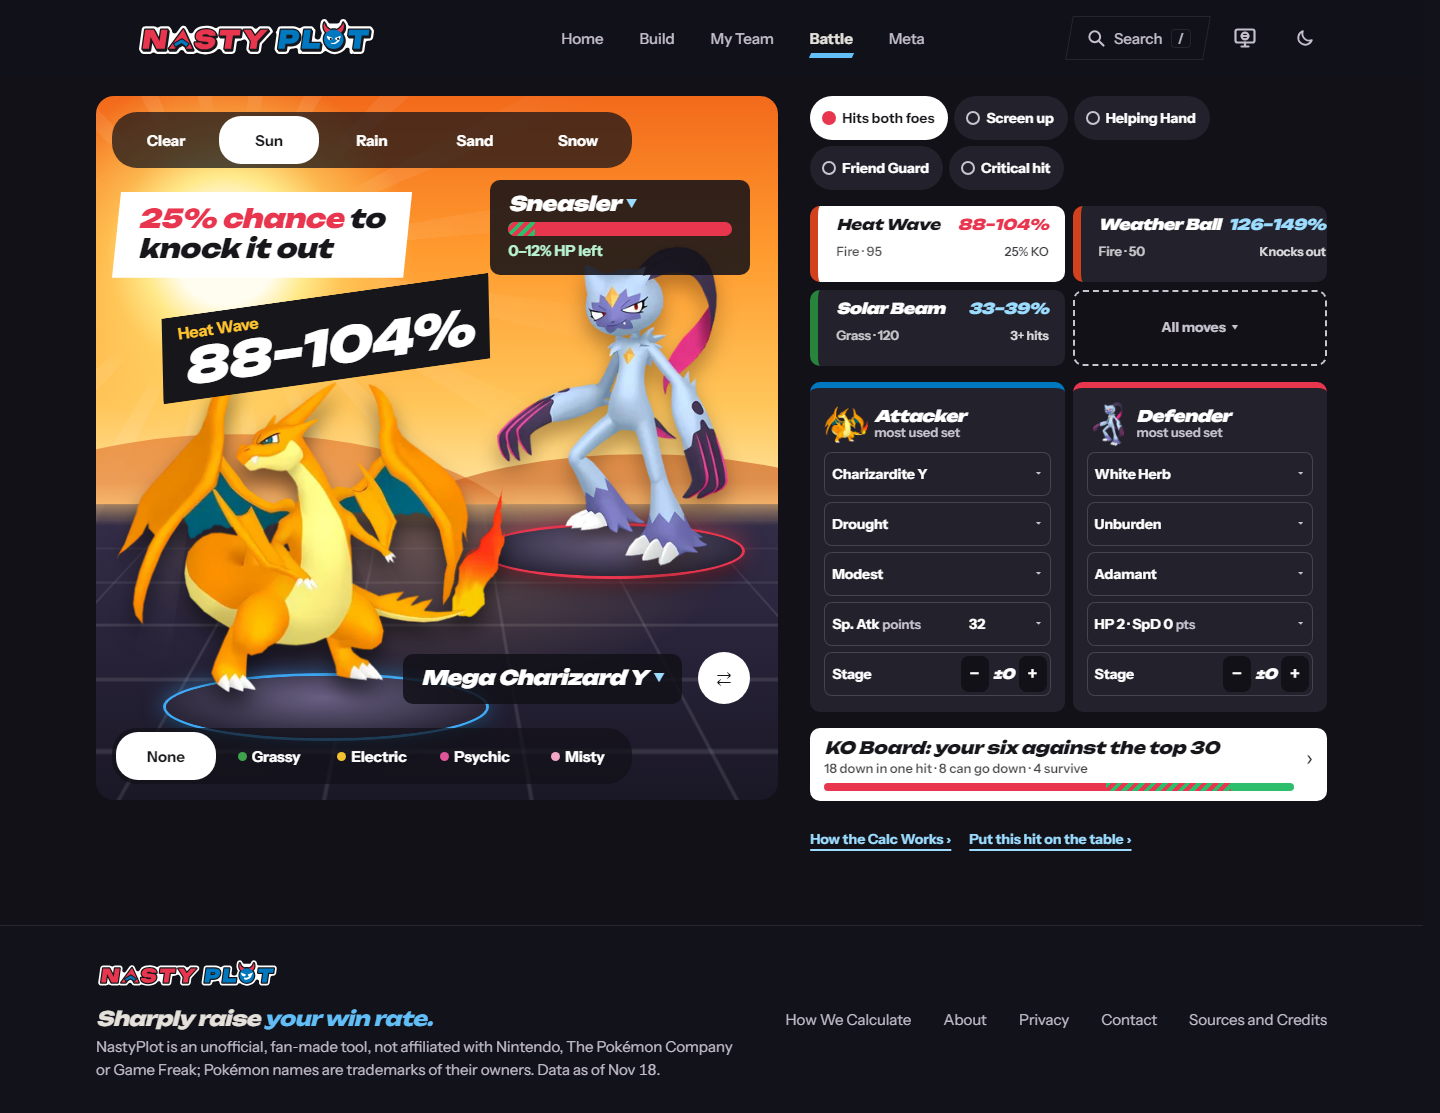 NASTY PLOT
Home
Build
My Team
Battle
Meta
Search /
Clear
Sun
Rain
Sand
Snow
25% chance to
knock it out
Sneasler
0–12% HP left
Heat Wave
88–104%
Mega Charizard Y
None
Grassy
Electric
Psychic
Misty
Hits both foes
Screen up
Helping Hand
Friend Guard
Critical hit
Heat Wave 88–104%
Fire · 95 25% KO
Weather Ball 126–149%
Fire · 50 Knocks out
Solar Beam 33–39%
Grass · 120 3+ hits
All moves
Attacker
most used set
Charizardite Y
Drought
Modest
Sp. Atk points 32
Stage − ±0 +
Defender
most used set
White Herb
Unburden
Adamant
HP 2 · SpD 0 pts
Stage − ±0 +
KO Board: your six against the top 30
18 down in one hit · 8 can go down · 4 survive
How the Calc Works ›
Put this hit on the table ›
NASTY PLOT
Sharply raise your win rate.
NastyPlot is an unofficial, fan-made tool, not affiliated with Nintendo, The Pokémon Company
or Game Freak; Pokémon names are trademarks of their owners. Data as of Nov 18.
How We Calculate
About
Privacy
Contact
Sources and Credits